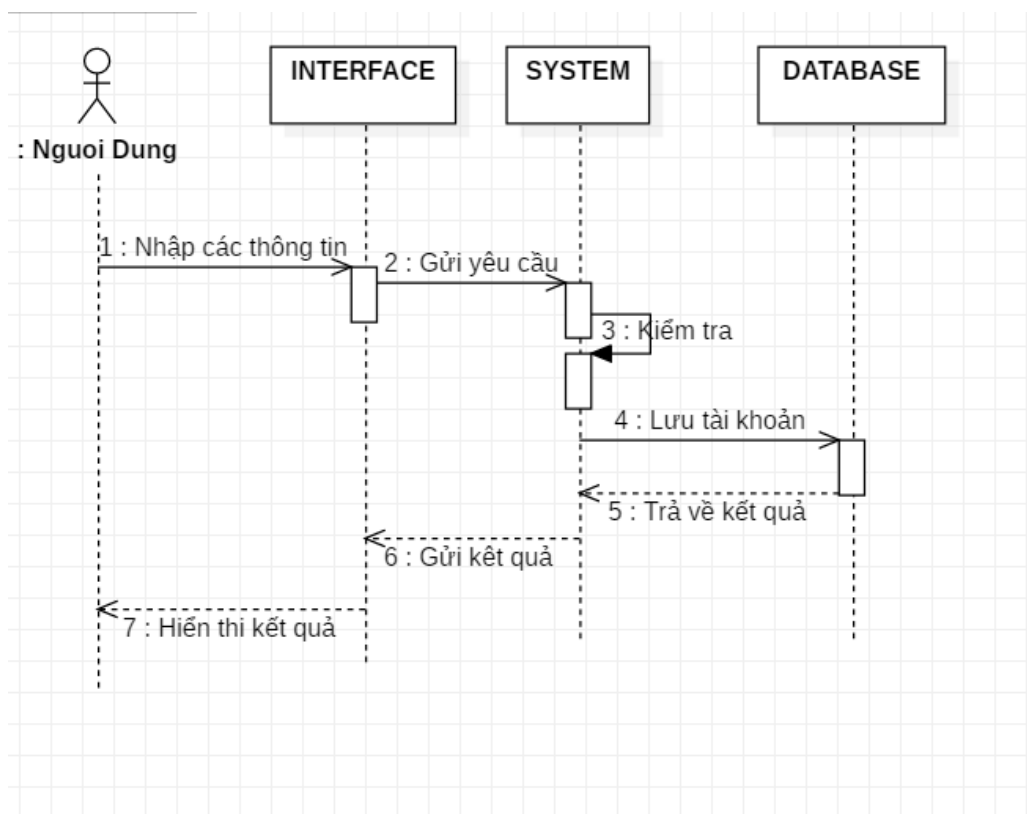 INTERFACE
SYSTEM
DATABASE
: Nguoi Dung
1 : Nhập các thông tin
2 : Gửi yêu cầu
3 : Kiểm tra
4 : Lưu tài khoản
5 : Trả về kết quả
6 : Gửi kêt quả
7 : Hiển thi kết quả